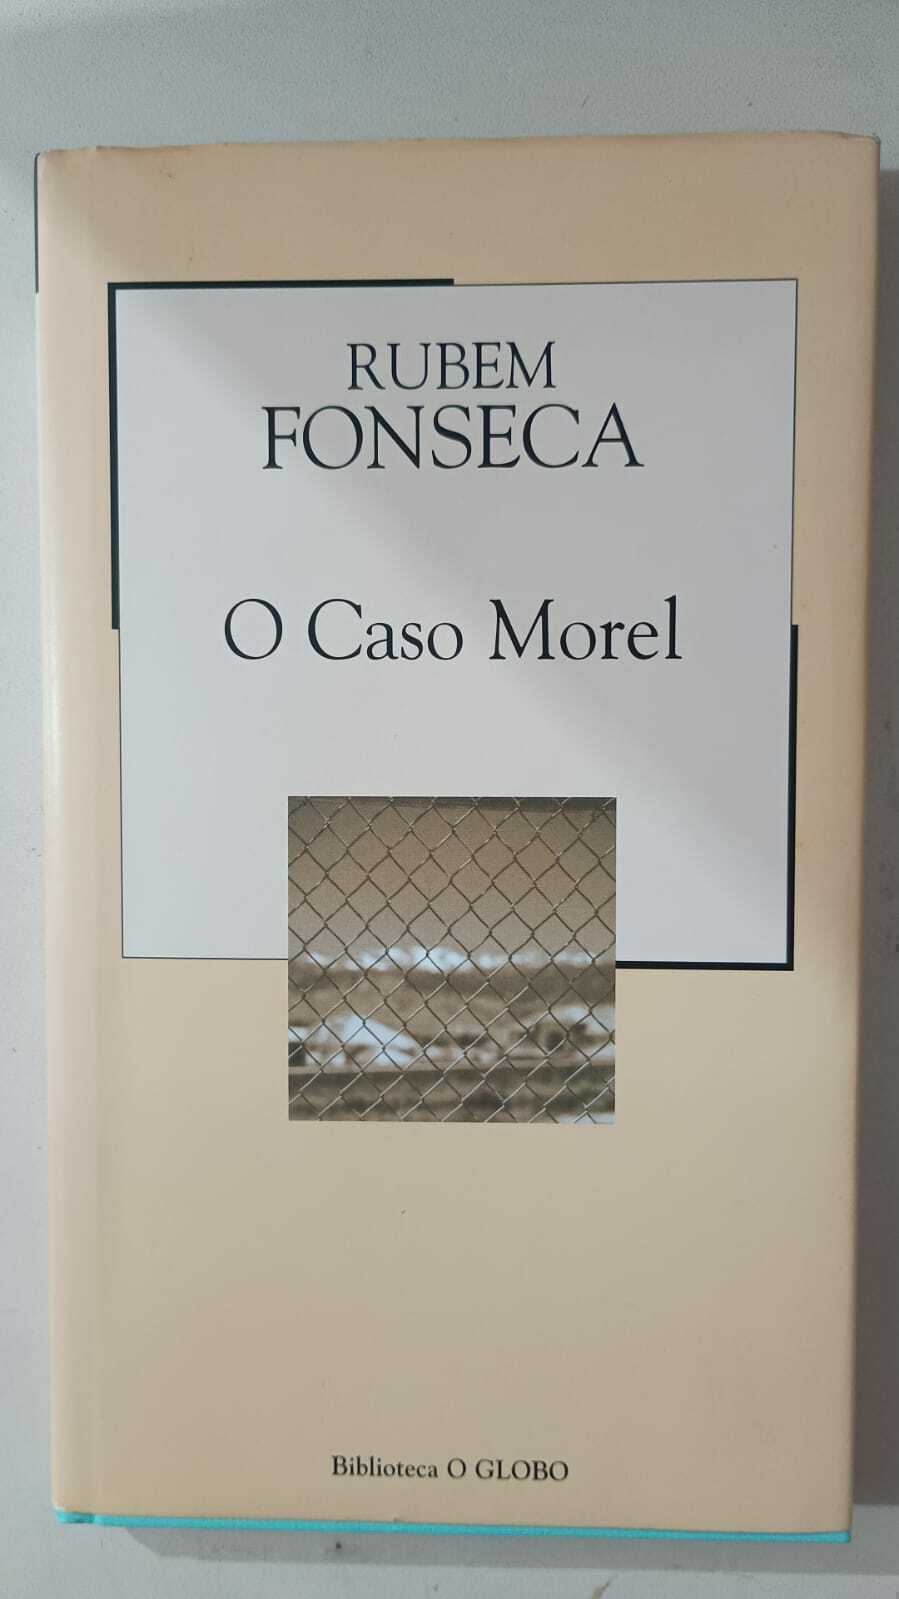 RUBEM
FONSECA
O Caso Morel
Biblioteca O GLOBO